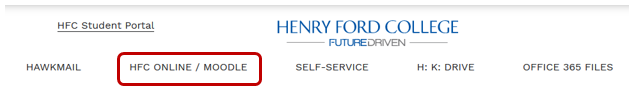 HFC Student Portal
HENRY FORD COLLEGE
FUTUREDRIVEN
HAWKMAIL HFC ONLINE / MOODLE SELF-SERVICE H: K: DRIVE OFFICE 365 FILES